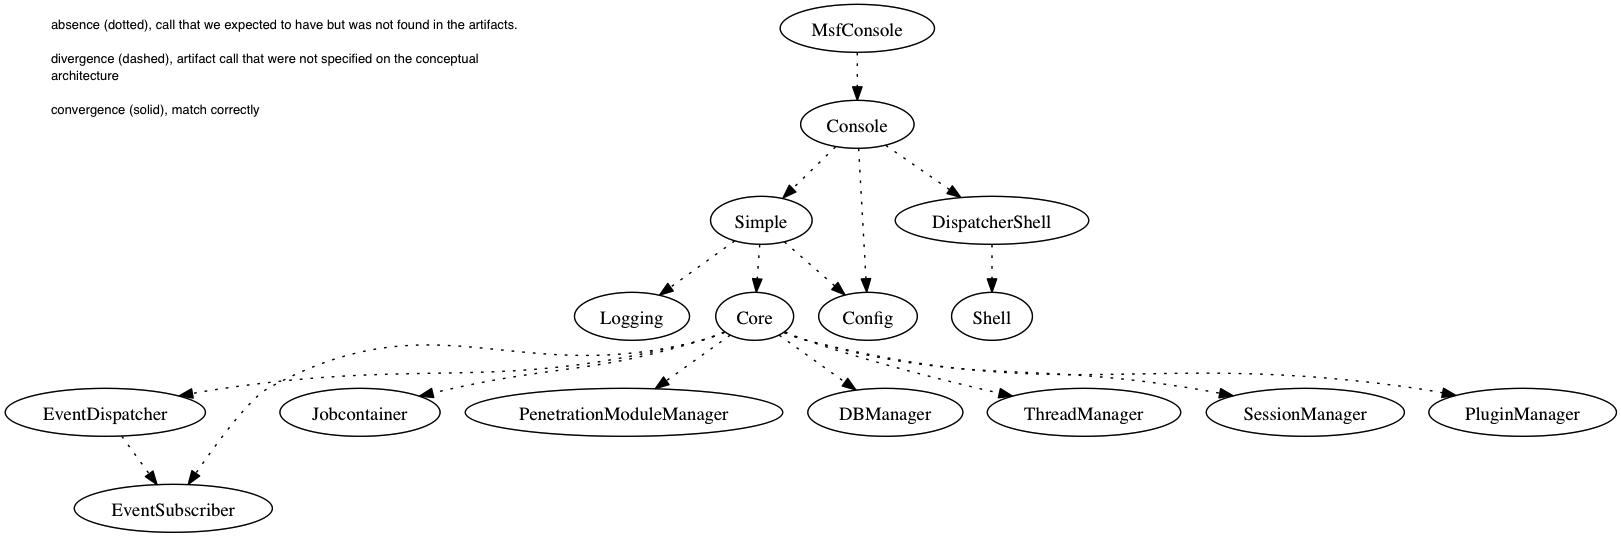 absence (dotted), call that we expected to have but was not found in the artifacts.
divergence (dashed), artifact call that were not specified on the conceptual
architecture
convergence (solid), match correctly
MsfConsole
Console
Simple
DispatcherShell
Logging
Core
Config
Shell
EventDispatcher
Jobcontainer
PenetrationModuleManager
DBManager
ThreadManager
SessionManager
PluginManager
EventSubscriber